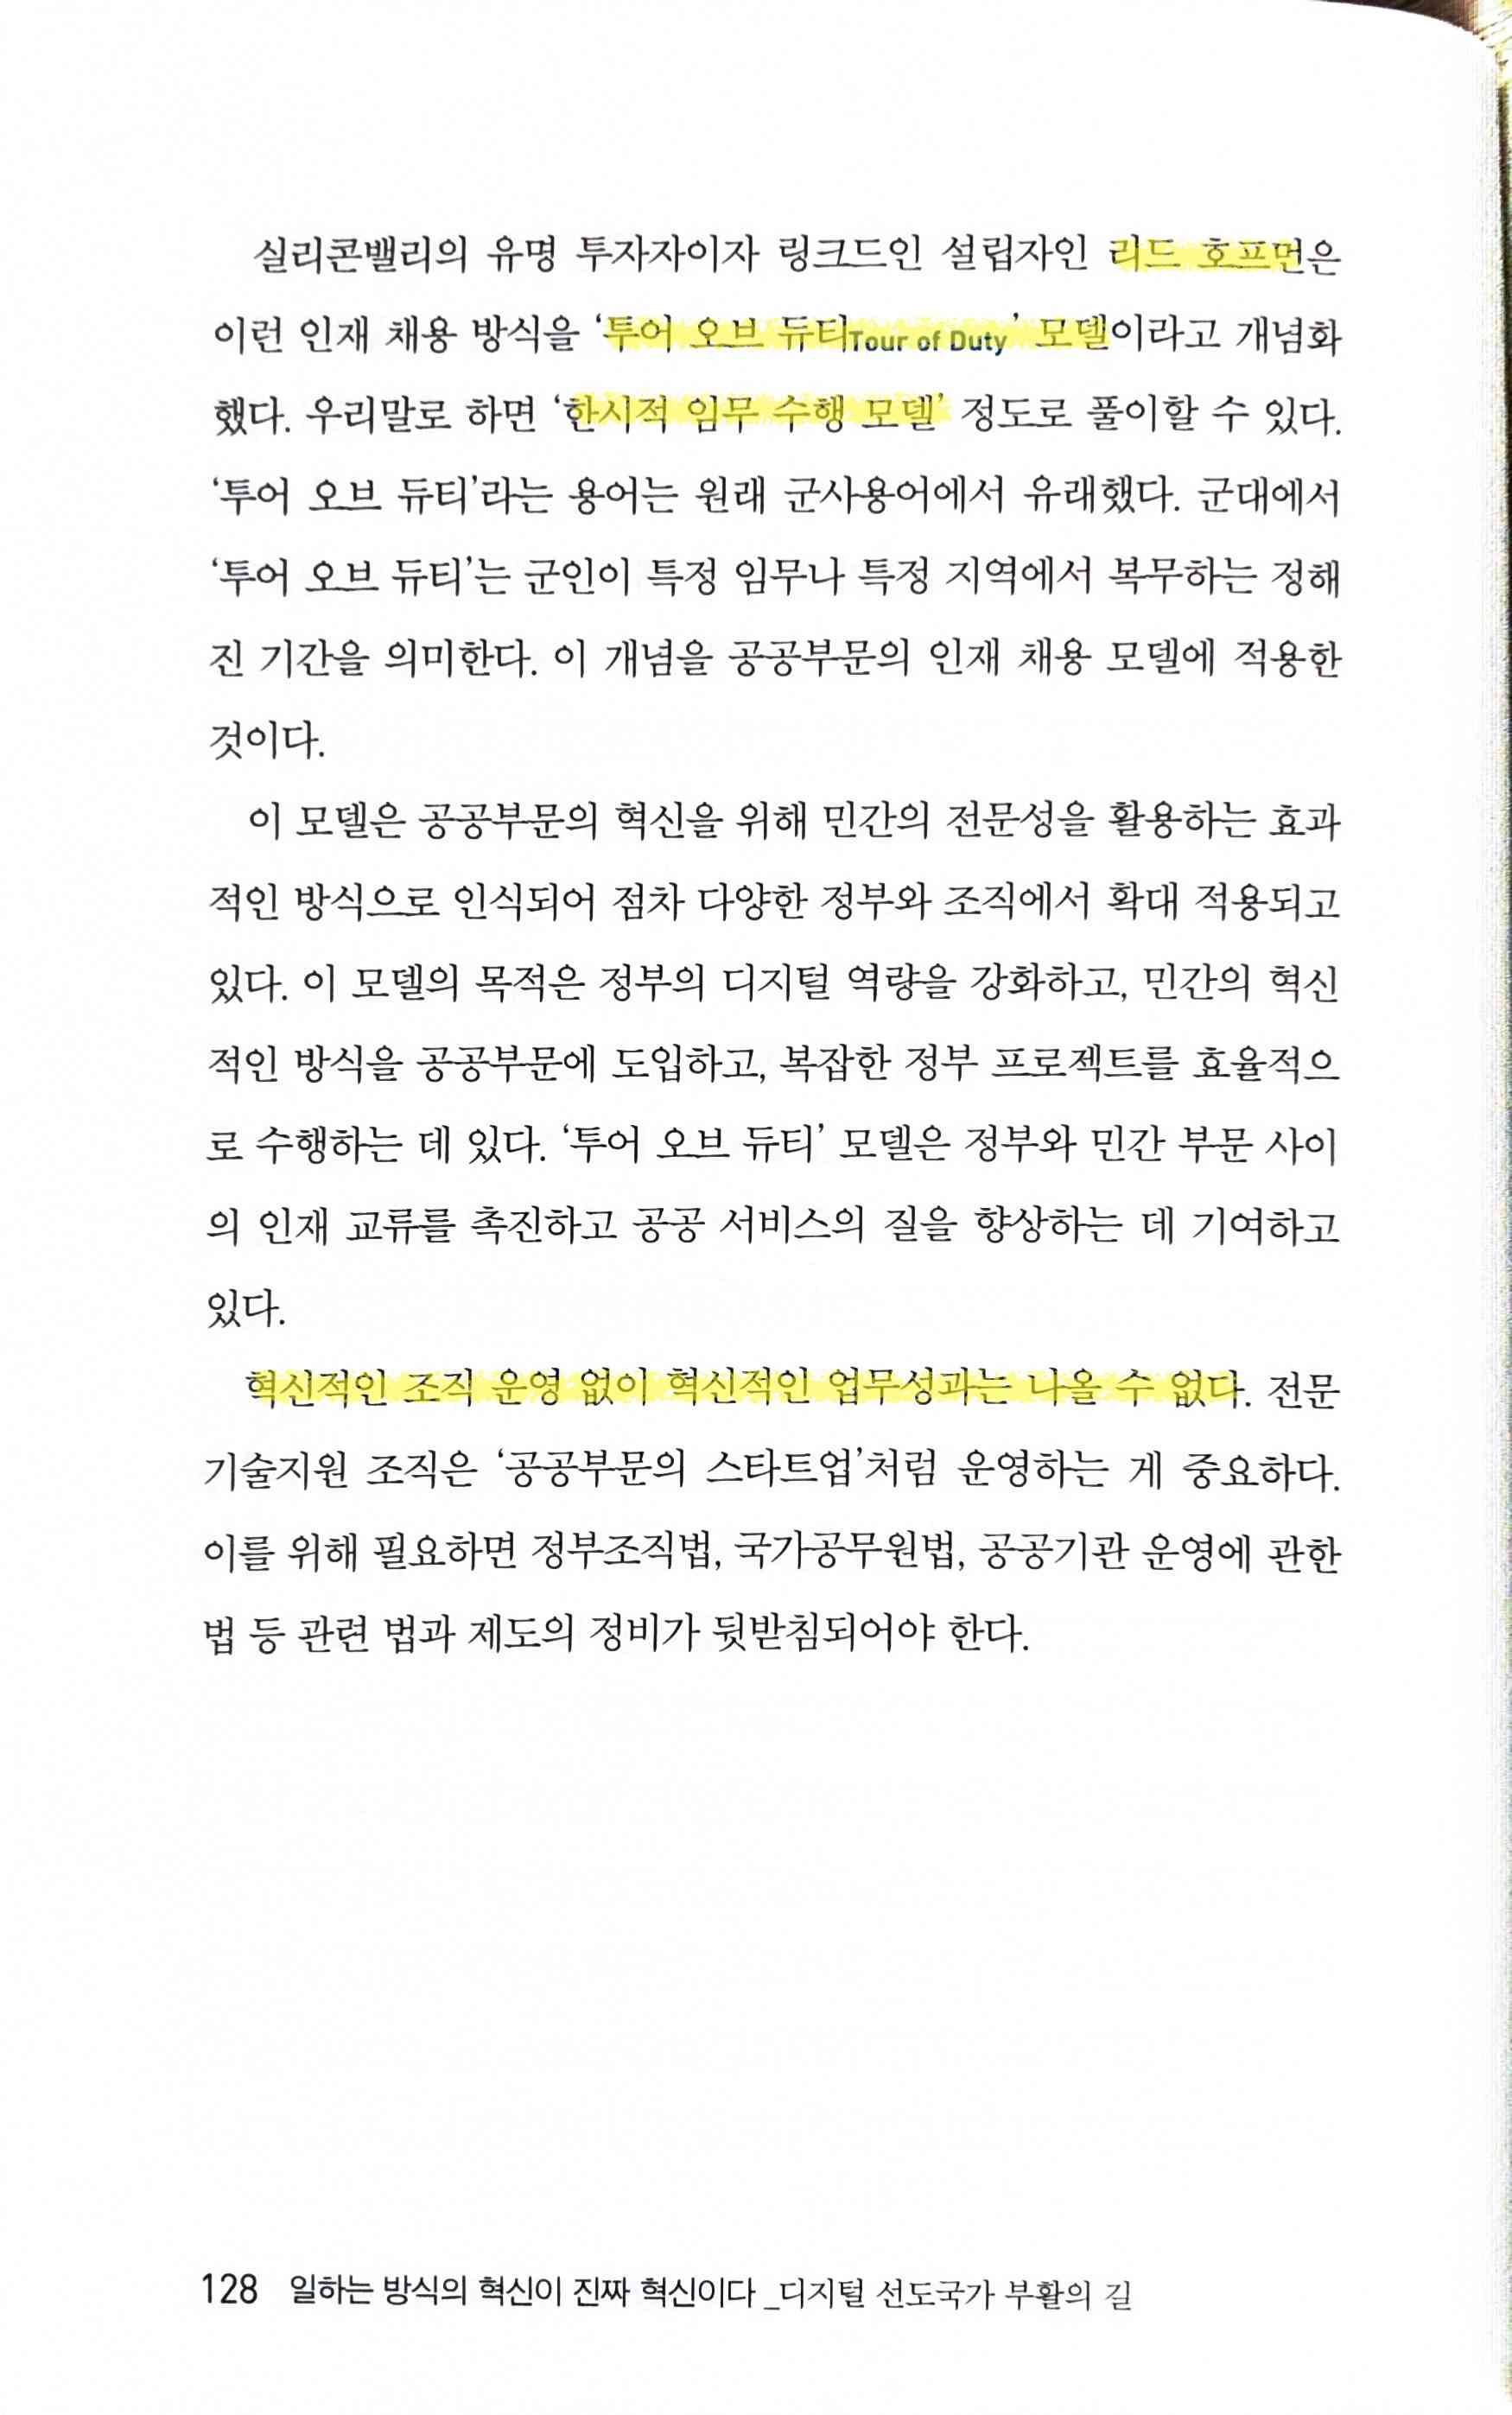 실리콘밸리의 유명 투자자이자 링크드인 설립자인 리드 호프먼은
이런 인재 채용 방식을 ‘투어 오브 듀티Tour of Duty’ 모델이라고 개념화
했다. 우리말로 하면 ‘한시적 임무 수행 모델’ 정도로 풀이할 수 있다.
‘투어 오브 듀티’라는 용어는 원래 군사용어에서 유래했다. 군대에서
‘투어 오브 듀티’는 군인이 특정 임무나 특정 지역에서 복무하는 정해
진 기간을 의미한다. 이 개념을 공공부문의 인재 채용 모델에 적용한
것이다.
이 모델은 공공부문의 혁신을 위해 민간의 전문성을 활용하는 효과
적인 방식으로 인식되어 점차 다양한 정부와 조직에서 확대 적용되고
있다. 이 모델의 목적은 정부의 디지털 역량을 강화하고, 민간의 혁신
적인 방식을 공공부문에 도입하고, 복잡한 정부 프로젝트를 효율적으
로 수행하는 데 있다. ‘투어 오브 듀티’ 모델은 정부와 민간 부문 사이
의 인재 교류를 촉진하고 공공 서비스의 질을 향상하는 데 기여하고
있다.
혁신적인 조직 운영 없이 혁신적인 업무성과는 나올 수 없다. 전문
기술지원 조직은 ‘공공부문의 스타트업’처럼 운영하는 게 중요하다.
이를 위해 필요하면 정부조직법, 국가공무원법, 공공기관 운영에 관한
법 등 관련 법과 제도의 정비가 뒷받침되어야 한다.
128 일하는 방식의 혁신이 진짜 혁신이다_디지털 선도국가 부활의 길